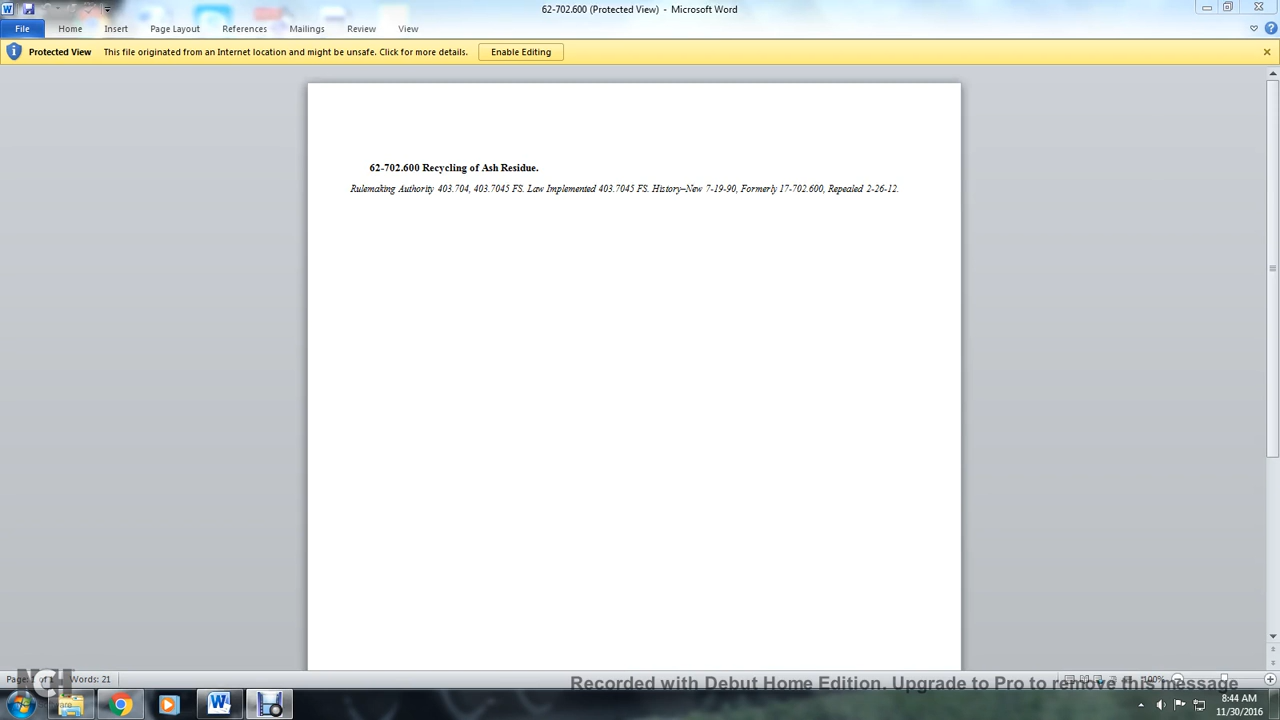 62-702.600 (Protected View) - Microsoft Word
File Home Insert Page Layout References Mailings Review View
Protected View This file originated from an Internet location and might be unsafe. Click for more details. Enable Editing
62-702.600 Recycling of Ash Residue.
Rulemaking Authority 403.704, 403.7045 FS. Law Implemented 403.7045 FS. History–New 7-19-90, Formerly 17-702.600, Repealed 2-26-12.
Words: 21
100%
Recorded with Debut Home Edition. Upgrade to Pro to remove this message
NCH
8:44 AM
11/30/2016